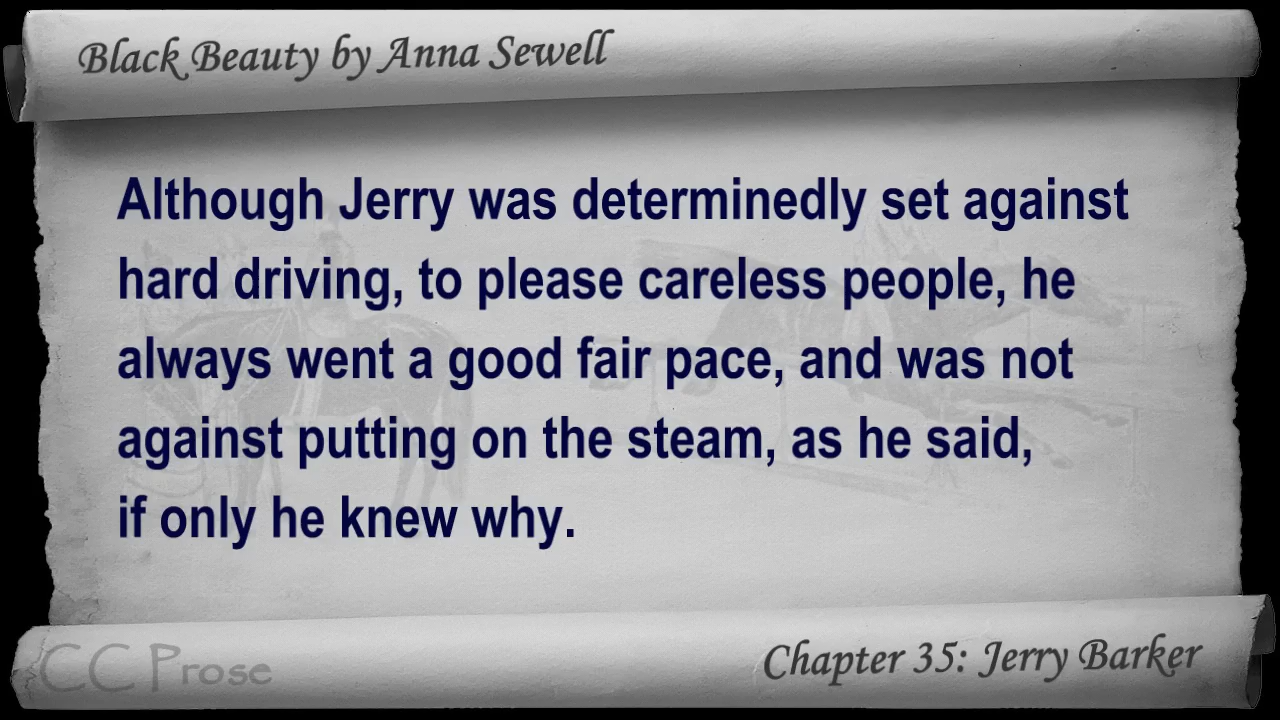 Black Beauty by Anna Sewell
Although Jerry was determinedly set against
hard driving, to please careless people, he
always went a good fair pace, and was not
against putting on the steam, as he said,
if only he knew why.
CC Prose
Chapter 35: Jerry Barker